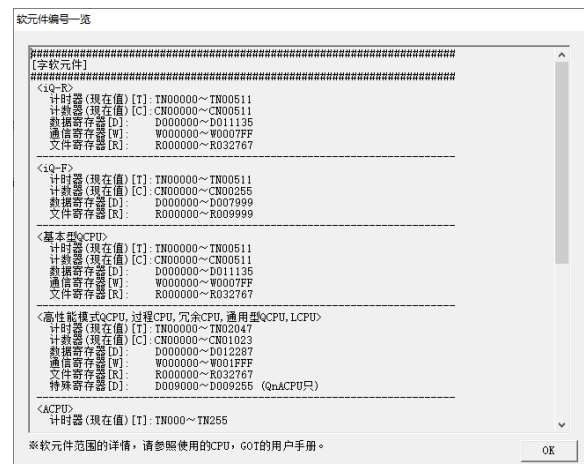 软元件编号一览
######################################################################
[字软元件]
######################################################################
<iQ-R>
计时器(现在值)[T]:TN00000～TN00511
计数器(现在值)[C]:CN00000～CN00511
数据寄存器[D]: D000000～D011135
通信寄存器[W]: W000000～W0007FF
文件寄存器[R]: R000000～R032767
----------------------------------------------------------------------
<iQ-F>
计时器(现在值)[T]:TN00000～TN00511
计数器(现在值)[C]:CN00000～CN00255
数据寄存器[D]: D000000～D007999
文件寄存器[R]: R000000～R009999
----------------------------------------------------------------------
<基本型QCPU>
计时器(现在值)[T]:TN00000～TN00511
计数器(现在值)[C]:CN00000～CN00511
数据寄存器[D]: D000000～D011135
通信寄存器[W]: W000000～W0007FF
文件寄存器[R]: R000000～R032767
----------------------------------------------------------------------
<高性能模式QCPU,过程CPU,冗余CPU,通用型QCPU,LCPU>
计时器(现在值)[T]:TN00000～TN02047
计数器(现在值)[C]:CN00000～CN01023
数据寄存器[D]: D000000～D012287
通信寄存器[W]: W000000～W001FFF
文件寄存器[R]: R000000～R032767
特殊寄存器[D]: D009000～D009255 (QnACPU只)
----------------------------------------------------------------------
<ACPU>
计时器(现在值)[T]:TN000～TN255
※软元件范围的详情，请参照使用的CPU，GOT的用户手册。
OK